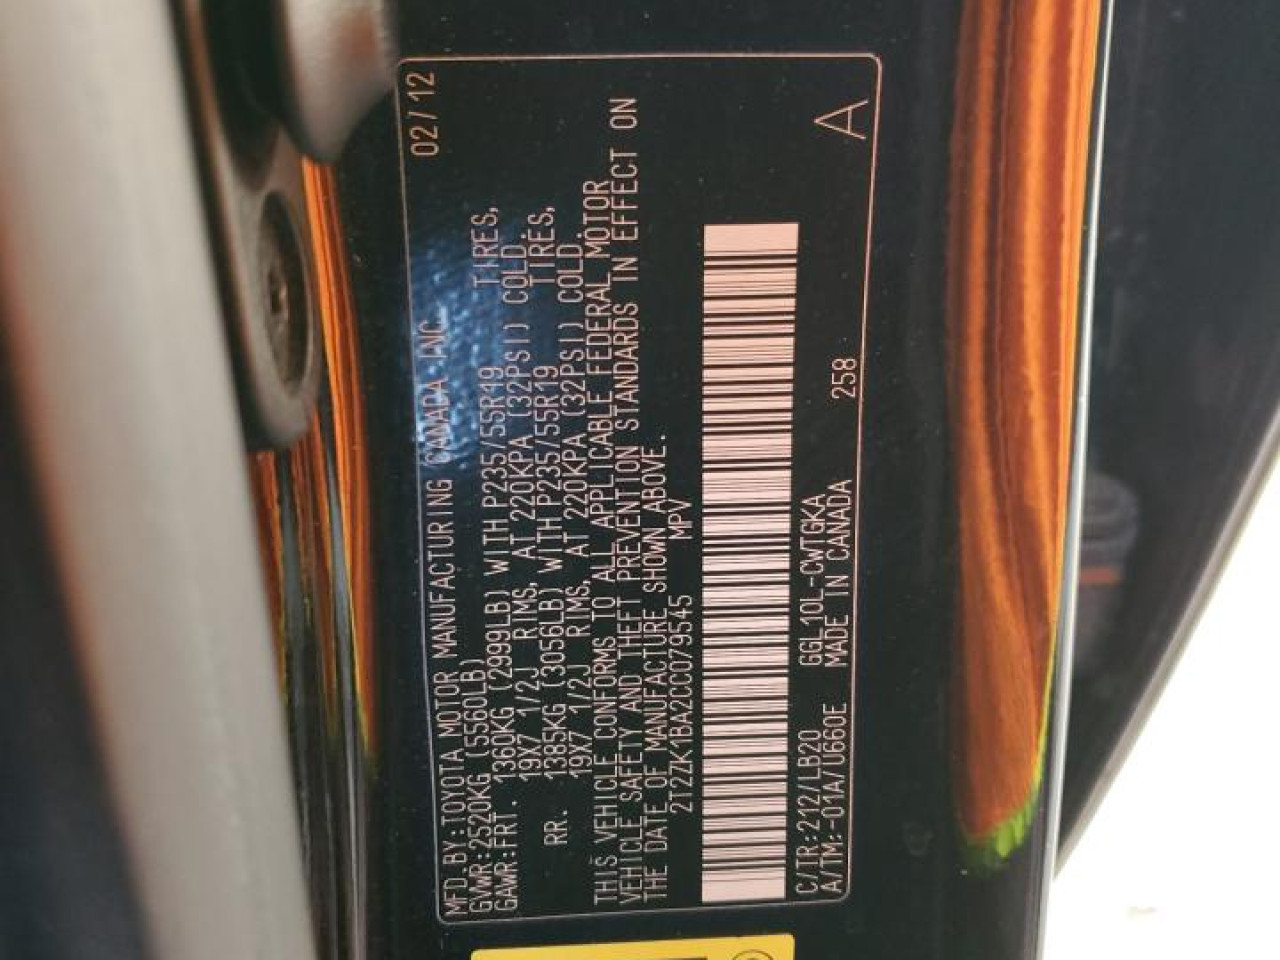 MFD.BY:TOYOTA MOTOR MANUFACTURING CANADA INC. 02/12
GVWR:2520KG (5560LB)
GAWR:FRT. 1360KG (2999LB) WITH P235/55R19 TIRES,
19X7 1/2J RIMS, AT 220KPA (32PSI) COLD.
RR. 1385KG (3056LB) WITH P235/55R19 TIRES,
19X7 1/2J RIMS, AT 220KPA (32PSI) COLD.
THIS VEHICLE CONFORMS TO ALL APPLICABLE FEDERAL MOTOR
VEHICLE SAFETY AND THEFT PREVENTION STANDARDS IN EFFECT ON
THE DATE OF MANUFACTURE SHOWN ABOVE.
2T2ZK1BA2CC079545 MPV
C/TR:212/LB20 GGL10L-CWTGKA
A/TM:-01A/U660E MADE IN CANADA 258 A